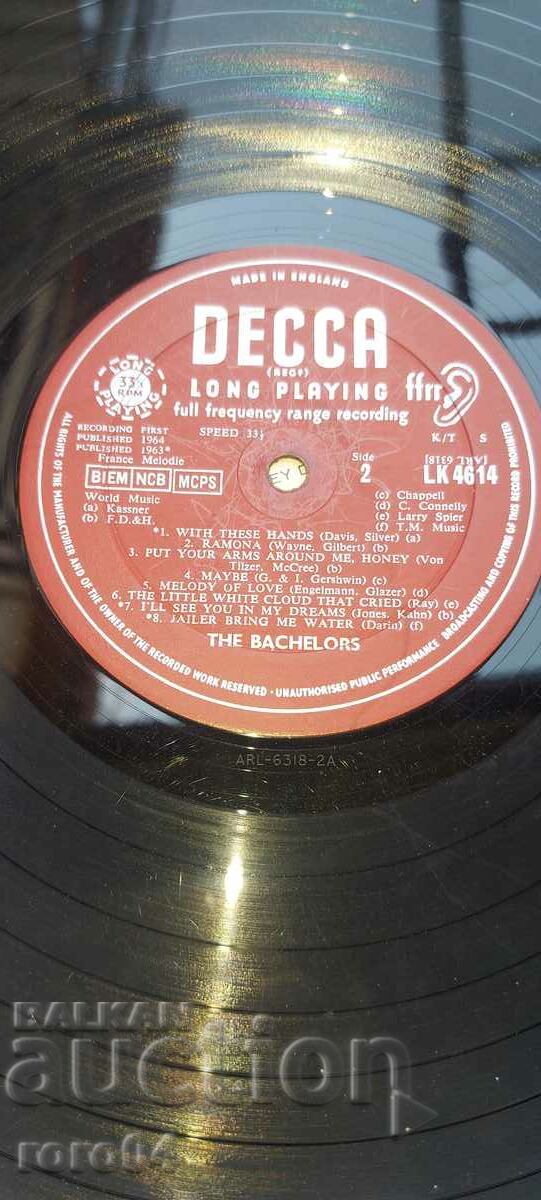 MADE IN ENGLAND
DECCA
(REGD)
LONG PLAYING
full frequency range recording
ffrr
LONG PLAYING
33⅓
RPM
RECORDING FIRST
PUBLISHED 1964
PUBLISHED 1963*
France Melodie
SPEED 33⅓
K/T S
BIEM NCB MCPS
Side
2
(ARL 6318)
LK 4614
World Music
(a) Kassner
(b) F.D.&H.
(c) Chappell
(d) C. Connelly
(e) Larry Spier
(f) T.M. Music
*1. WITH THESE HANDS (Davis, Silver) (a)
2. RAMONA (Wayne, Gilbert) (b)
3. PUT YOUR ARMS AROUND ME, HONEY (Von
Tilzer, McCree) (b)
4. MAYBE (G. & I. Gershwin) (c)
5. MELODY OF LOVE (Engelmann, Glazer) (d)
6. THE LITTLE WHITE CLOUD THAT CRIED (Ray) (e)
*7. I'LL SEE YOU IN MY DREAMS (Jones, Kahn) (b)
*8. JAILER BRING ME WATER (Darin) (f)
THE BACHELORS
ALL RIGHTS OF THE MANUFACTURER AND OF THE OWNER OF THE RECORDED WORK RESERVED · UNAUTHORISED PUBLIC PERFORMANCE BROADCASTING AND COPYING OF THIS RECORD PROHIBITED
ARL-6318-2A
BALKAN
auction
roro04